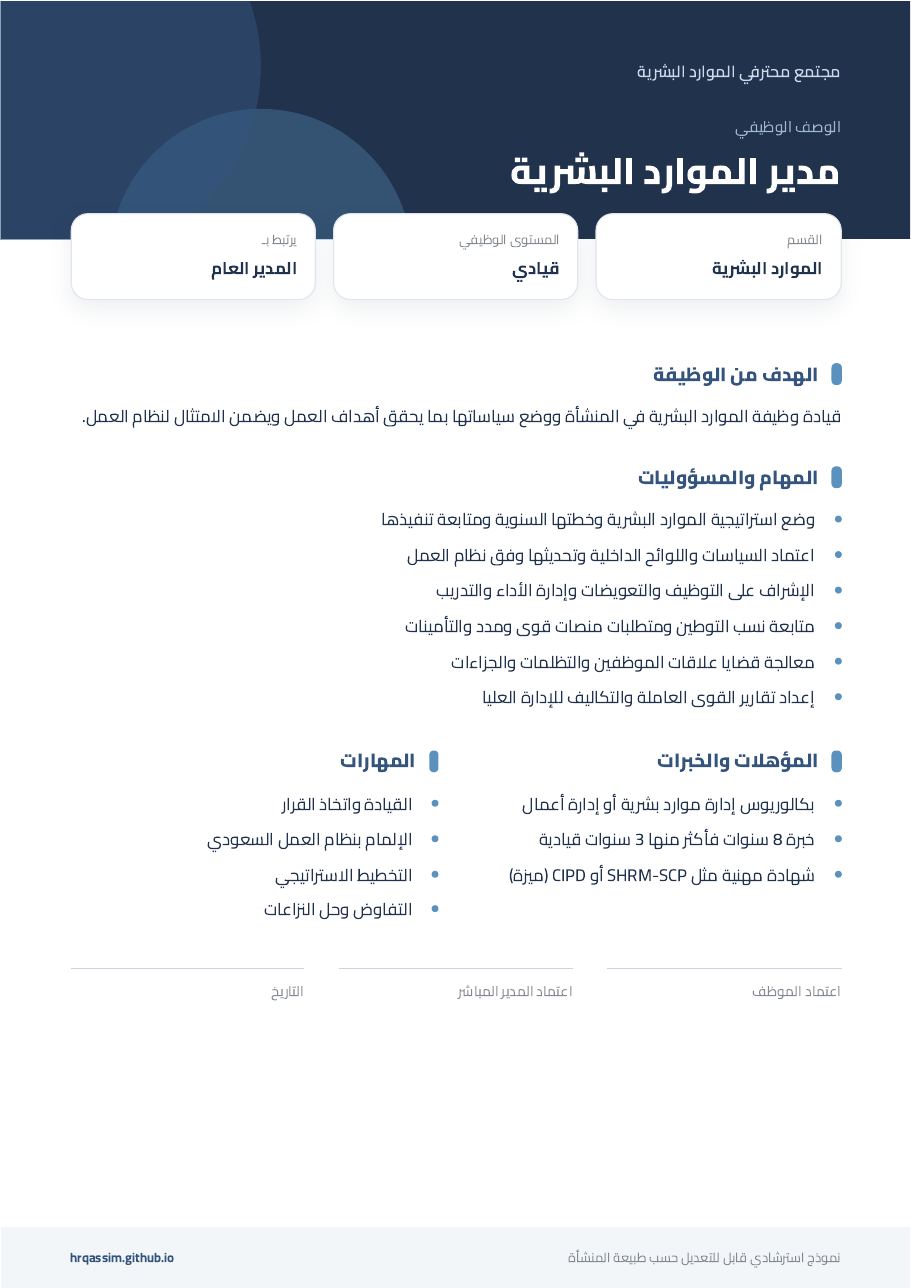 مجتمع محترفي الموارد البشرية
الوصف الوظيفي
مدير الموارد البشرية
القسم
الموارد البشرية
المستوى الوظيفي
قيادي
يرتبط بـ
المدير العام
الهدف من الوظيفة
قيادة وظيفة الموارد البشرية في المنشأة ووضع سياساتها بما يحقق أهداف العمل ويضمن الامتثال لنظام العمل.
المهام والمسؤوليات
وضع استراتيجية الموارد البشرية وخطتها السنوية ومتابعة تنفيذها
اعتماد السياسات واللوائح الداخلية وتحديثها وفق نظام العمل
الإشراف على التوظيف والتعويضات وإدارة الأداء والتدريب
متابعة نسب التوطين ومتطلبات منصات قوى ومدد والتأمينات
معالجة قضايا علاقات الموظفين والتظلمات والجزاءات
إعداد تقارير القوى العاملة والتكاليف للإدارة العليا
المؤهلات والخبرات
بكالوريوس إدارة موارد بشرية أو إدارة أعمال
خبرة 8 سنوات فأكثر منها 3 سنوات قيادية
شهادة مهنية مثل SHRM-SCP أو CIPD (ميزة)
المهارات
القيادة واتخاذ القرار
الإلمام بنظام العمل السعودي
التخطيط الاستراتيجي
التفاوض وحل النزاعات
اعتماد الموظف
اعتماد المدير المباشر
التاريخ
نموذج استرشادي قابل للتعديل حسب طبيعة المنشأة
hrqassim.github.io